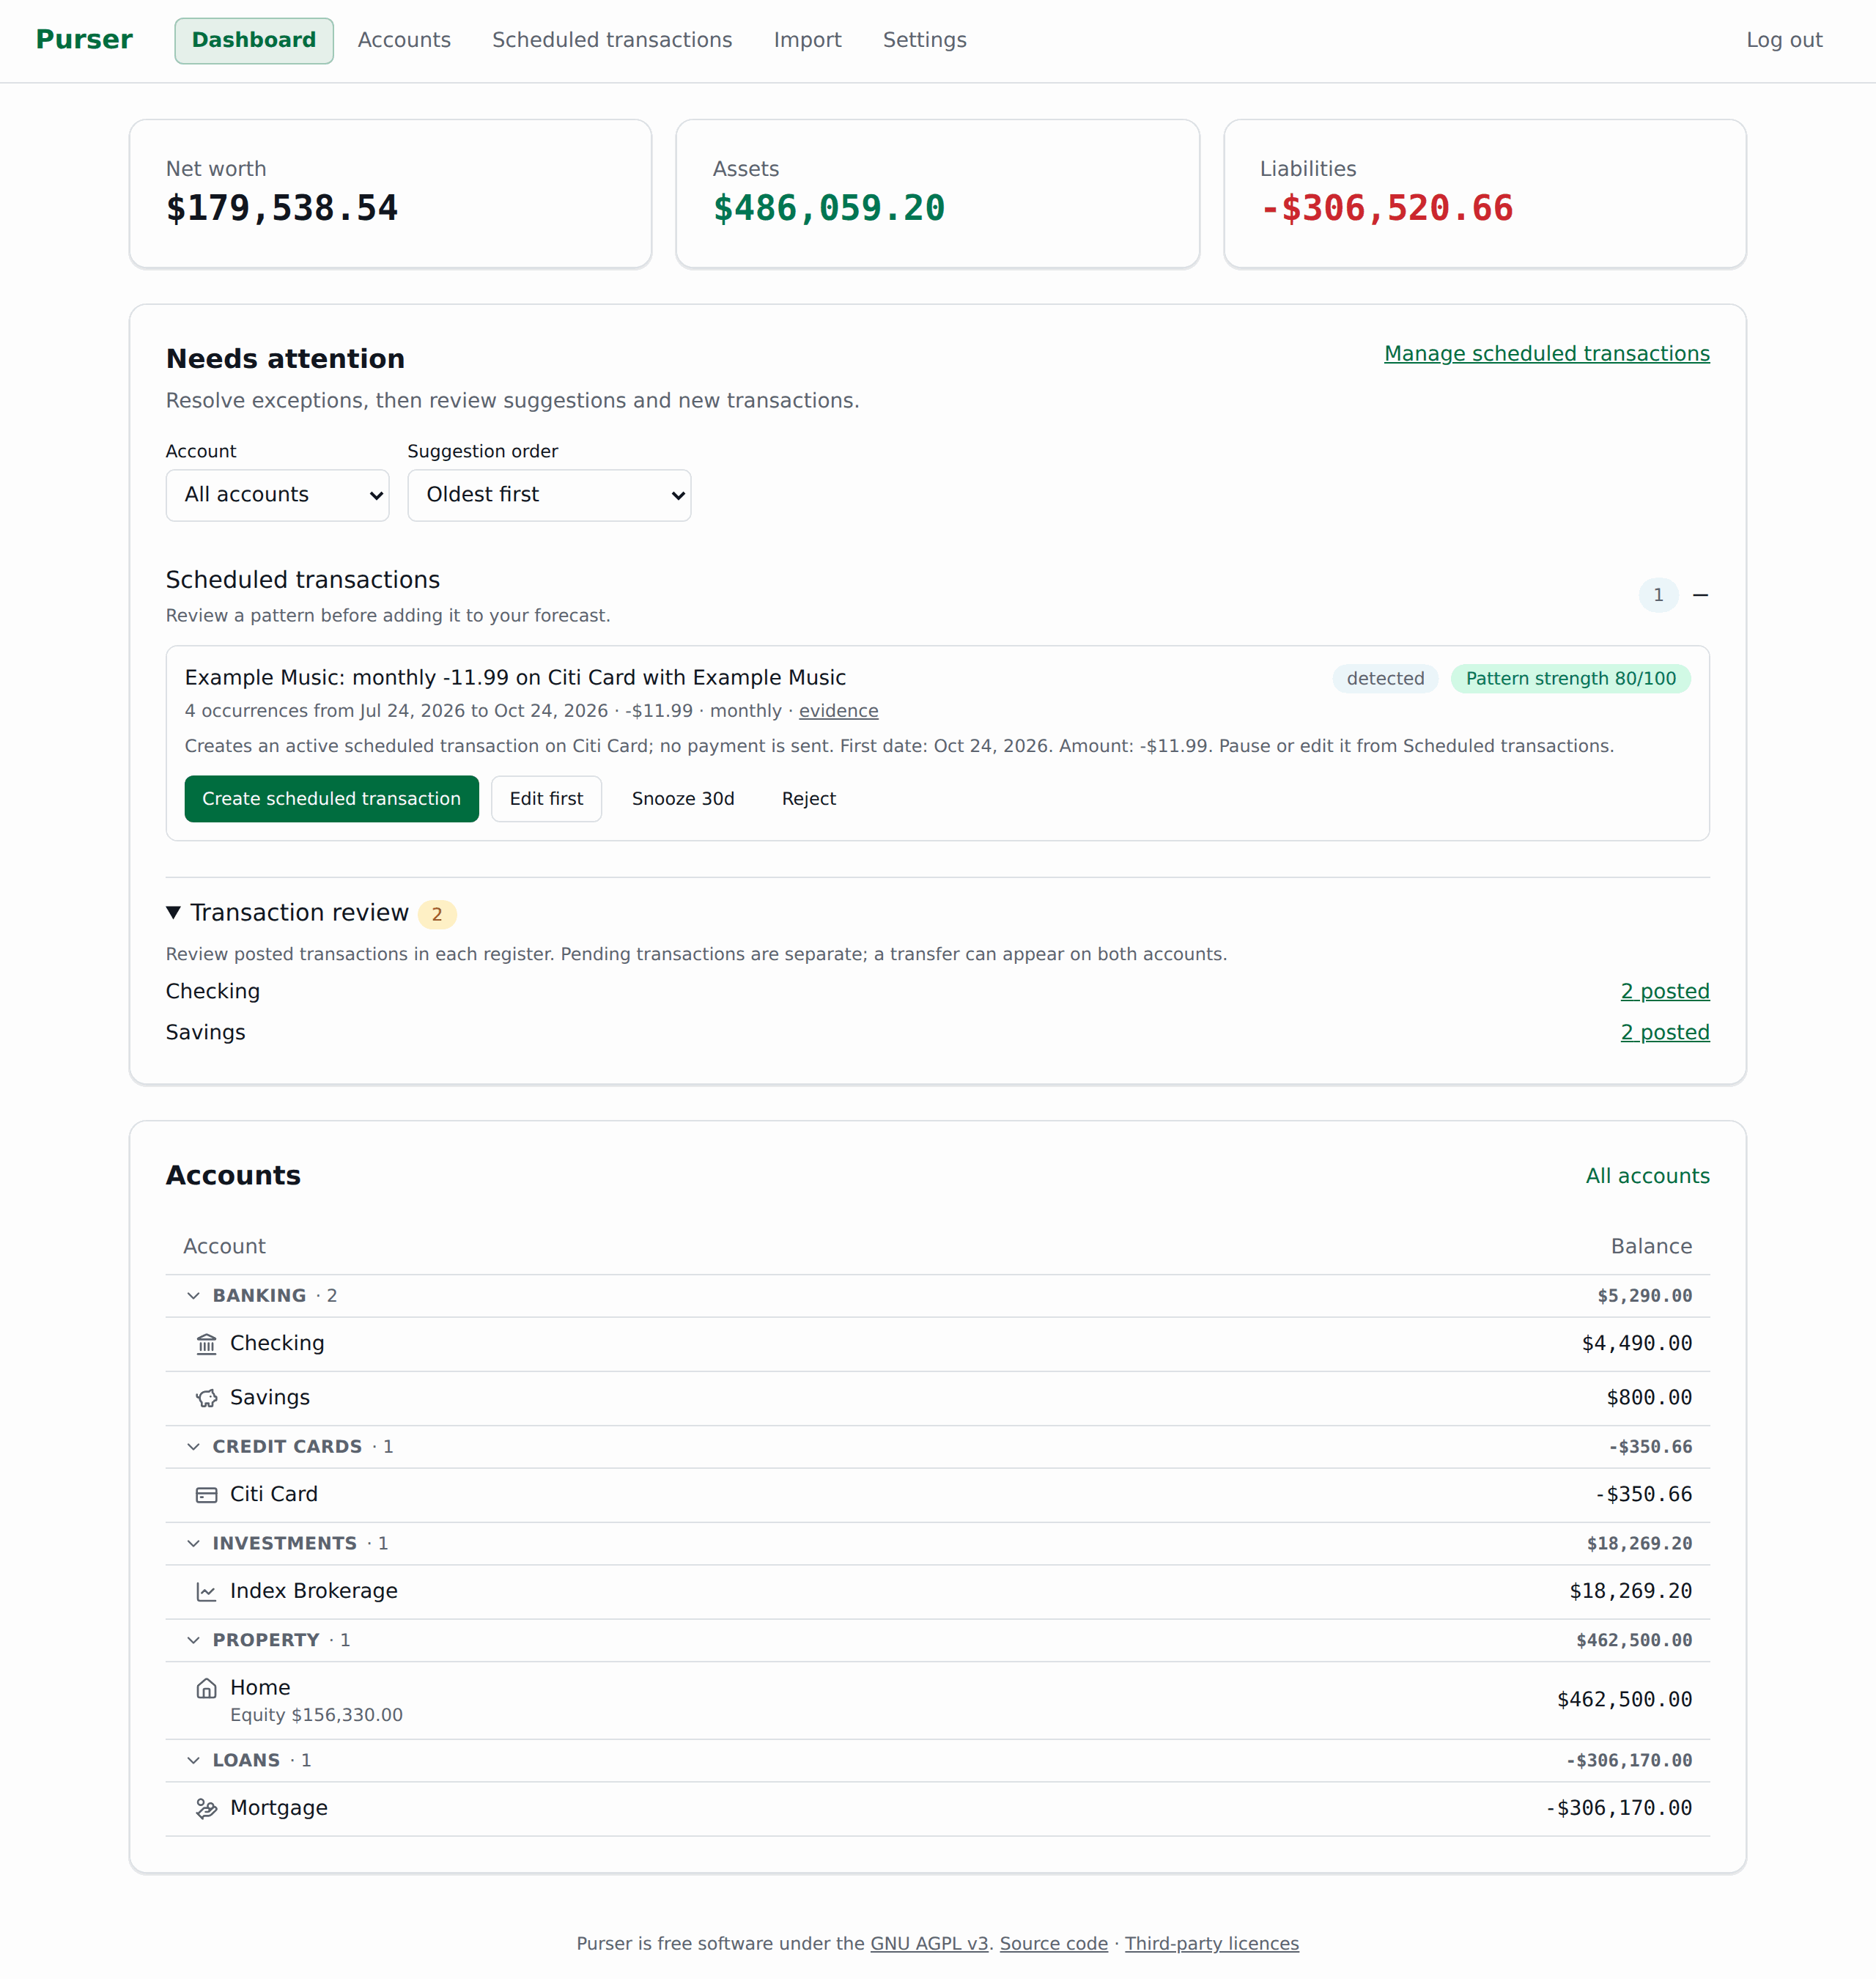 Purser Dashboard Accounts Scheduled transactions Import Settings Log out
Net worth
$179,538.54
Assets
$486,059.20
Liabilities
-$306,520.66
Needs attention
Manage scheduled transactions
Resolve exceptions, then review suggestions and new transactions.
Account
All accounts
Suggestion order
Oldest first
Scheduled transactions
Review a pattern before adding it to your forecast.
1 −
Example Music: monthly -11.99 on Citi Card with Example Music
detected Pattern strength 80/100
4 occurrences from Jul 24, 2026 to Oct 24, 2026 · -$11.99 · monthly · evidence
Creates an active scheduled transaction on Citi Card; no payment is sent. First date: Oct 24, 2026. Amount: -$11.99. Pause or edit it from Scheduled transactions.
Create scheduled transaction Edit first Snooze 30d Reject
Transaction review 2
Review posted transactions in each register. Pending transactions are separate; a transfer can appear on both accounts.
Checking 2 posted
Savings 2 posted
Accounts All accounts
Account Balance
BANKING · 2 $5,290.00
Checking $4,490.00
Savings $800.00
CREDIT CARDS · 1 -$350.66
Citi Card -$350.66
INVESTMENTS · 1 $18,269.20
Index Brokerage $18,269.20
PROPERTY · 1 $462,500.00
Home $462,500.00
Equity $156,330.00
LOANS · 1 -$306,170.00
Mortgage -$306,170.00
Purser is free software under the GNU AGPL v3. Source code · Third-party licences